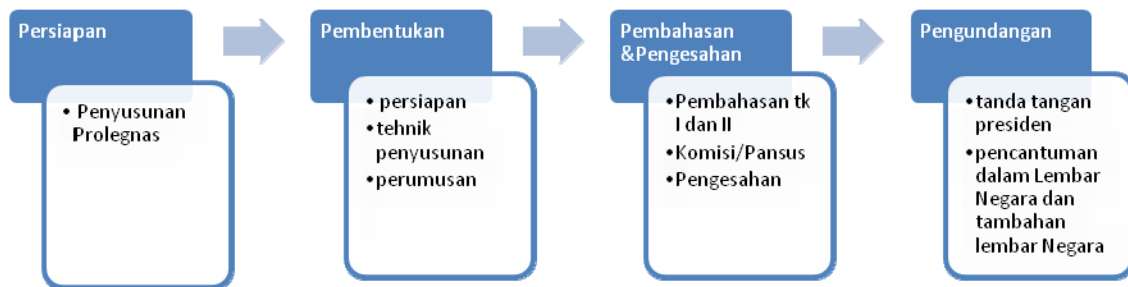 Persiapan
• Penyusunan
Prolegnas
Pembentukan
• persiapan
• tehnik
penyusunan
• perumusan
Pembahasan
&Pengesahan
• Pembahasan tk
I dan II
• Komisi/Pansus
• Pengesahan
Pengundangan
• tanda tangan
presiden
• pencantuman
dalam Lembar
Negara dan
tambahan
lembar Negara